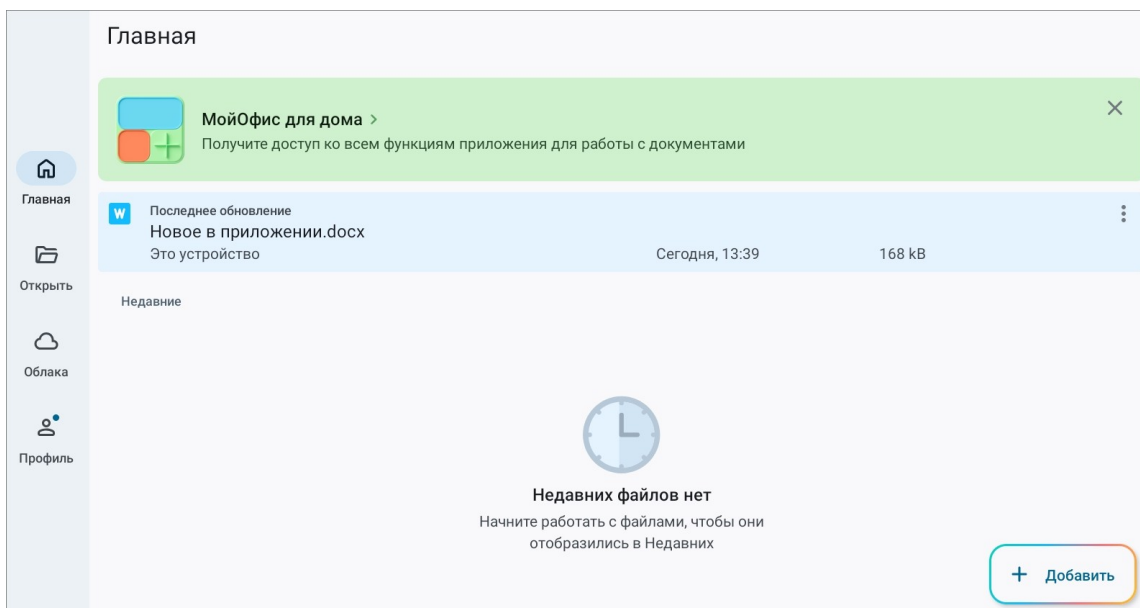 Главная
МойОфис для дома >
Получите доступ ко всем функциям приложения для работы с документами
Главная
W
Последнее обновление
Новое в приложении.docx
Это устройство Сегодня, 13:39 168 kB
Открыть
Недавние
Облака
Профиль
Недавних файлов нет
Начните работать с файлами, чтобы они
отобразились в Недавних
+ Добавить